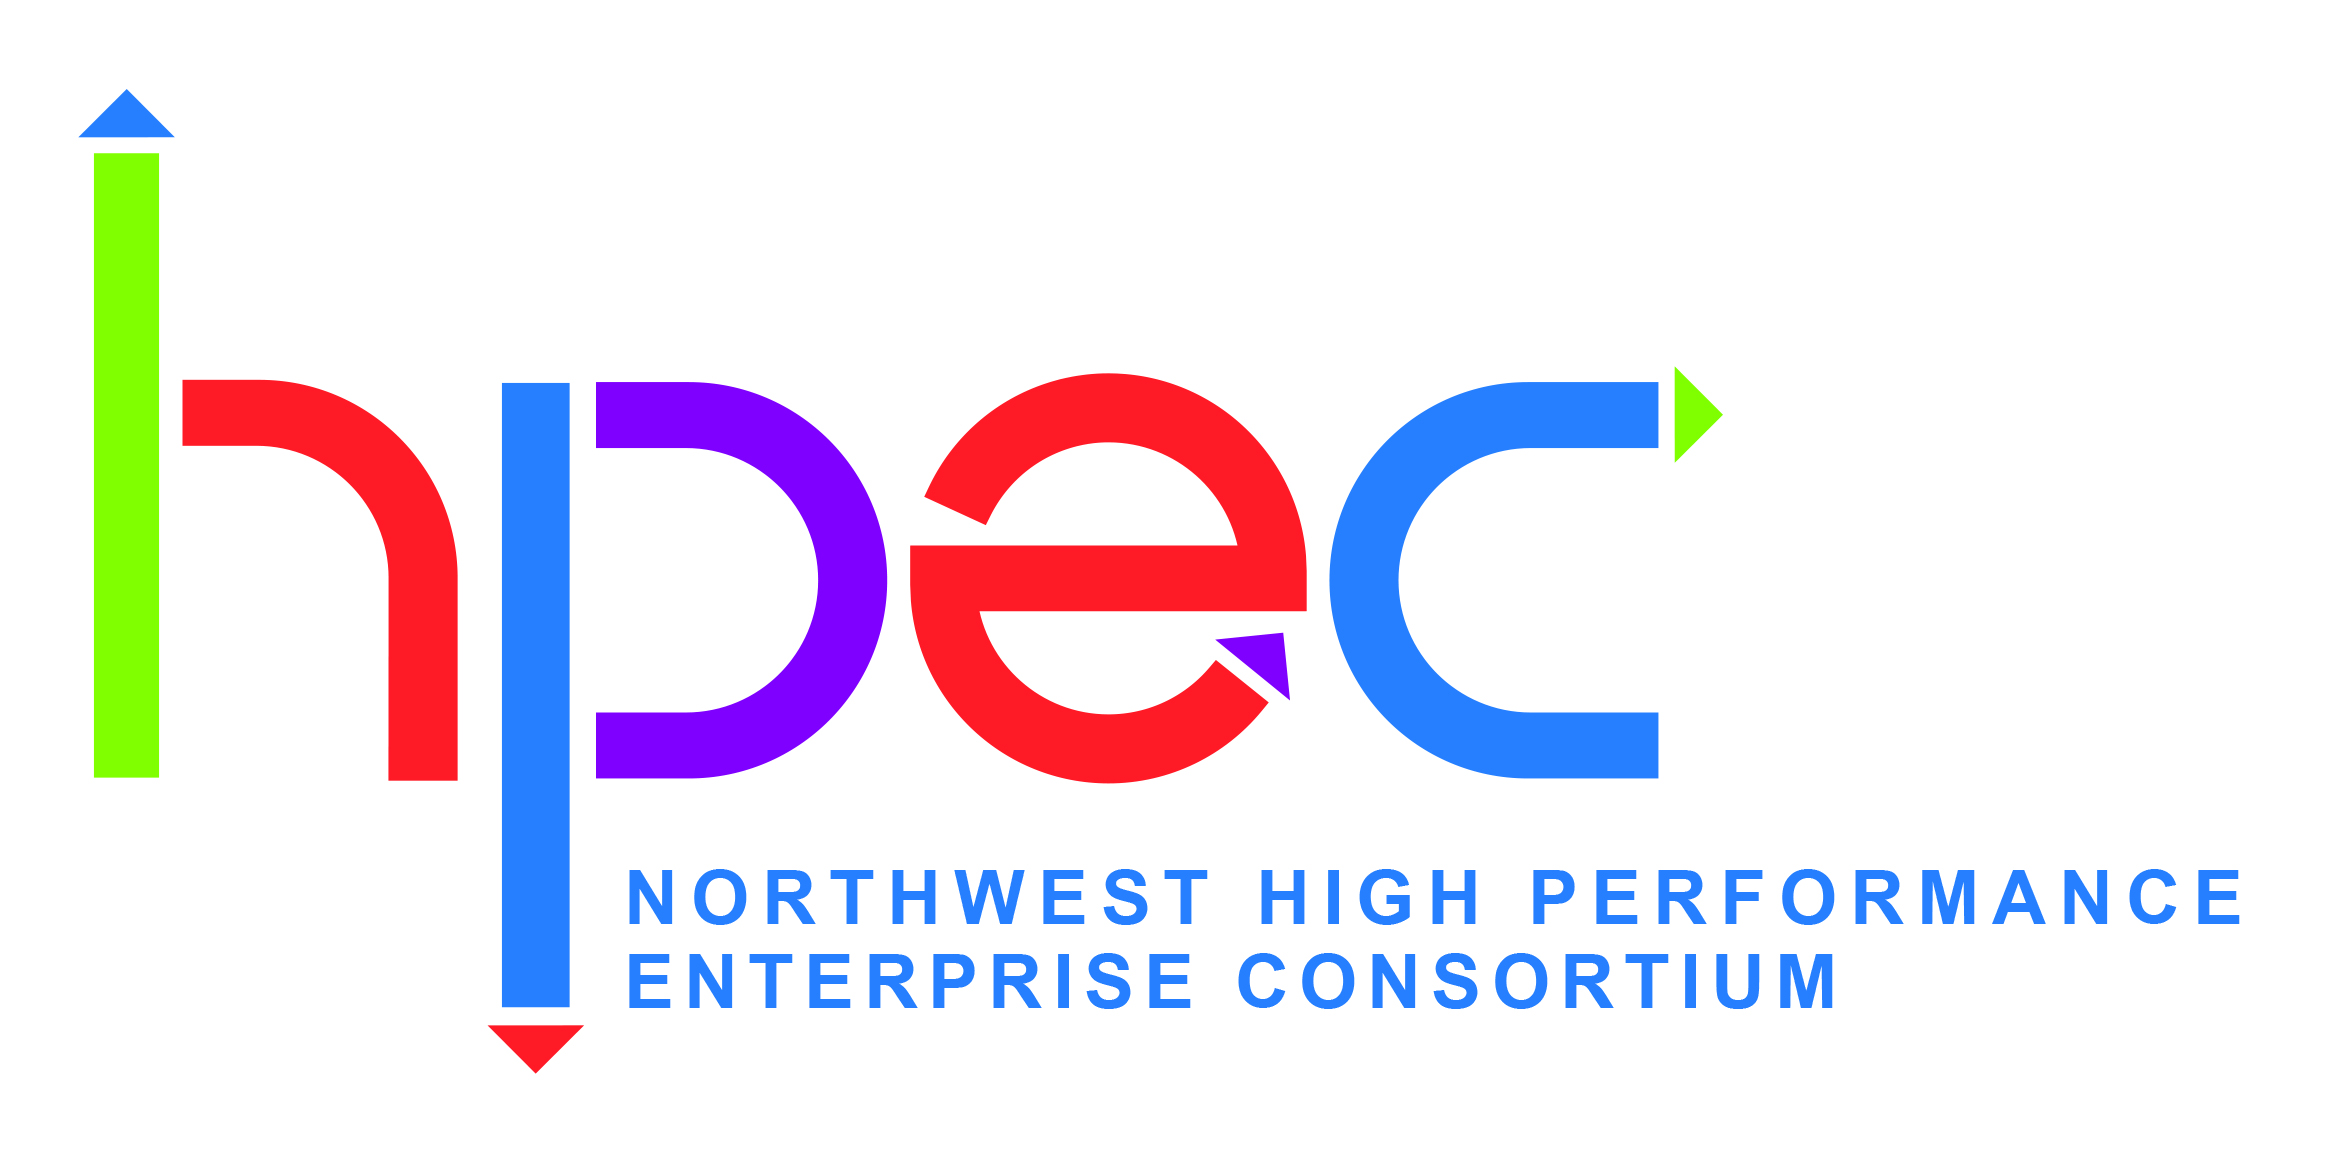 hpec
NORTHWEST HIGH PERFORMANCE
ENTERPRISE CONSORTIUM